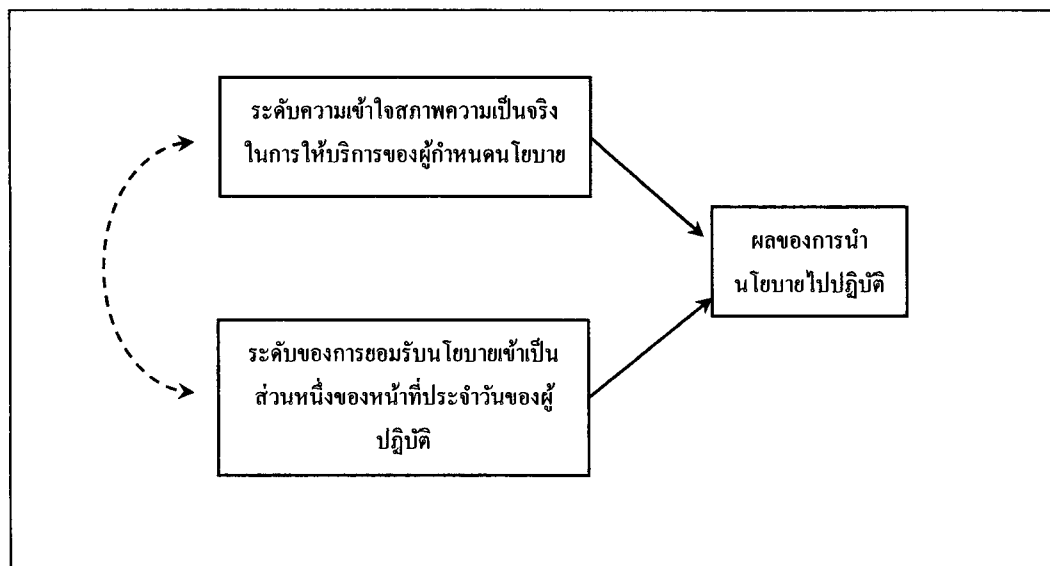 ระดับความเข้าใจสภาพความเป็นจริง
ในการให้บริการของผู้กำหนดนโยบาย
ผลของการนำ
นโยบายไปปฏิบัติ
ระดับของการยอมรับนโยบายเข้าเป็น
ส่วนหนึ่งของหน้าที่ประจำวันของผู้
ปฏิบัติ